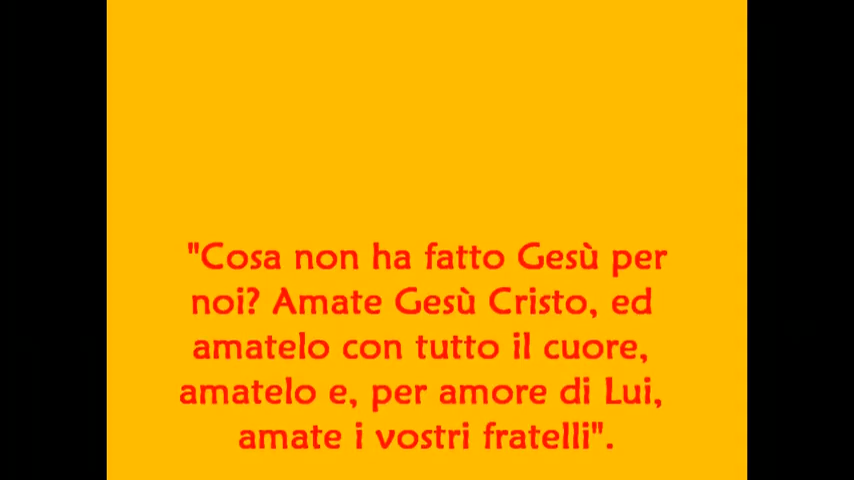 "Cosa non ha fatto Gesù per
noi? Amate Gesù Cristo, ed
amatelo con tutto il cuore,
amatelo e, per amore di Lui,
amate i vostri fratelli".